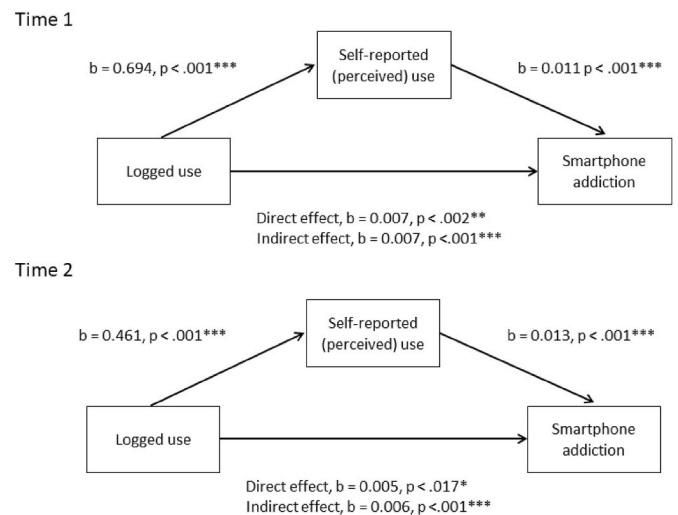 Time 1
Self-reported
(perceived) use
b = 0.694, p < .001***
b = 0.011 p < .001***
Logged use
Smartphone
addiction
Direct effect, b = 0.007, p < .002**
Indirect effect, b = 0.007, p <.001***
Time 2
Self-reported
(perceived) use
b = 0.461, p < .001***
b = 0.013, p < .001***
Logged use
Smartphone
addiction
Direct effect, b = 0.005, p < .017*
Indirect effect, b = 0.006, p <.001***